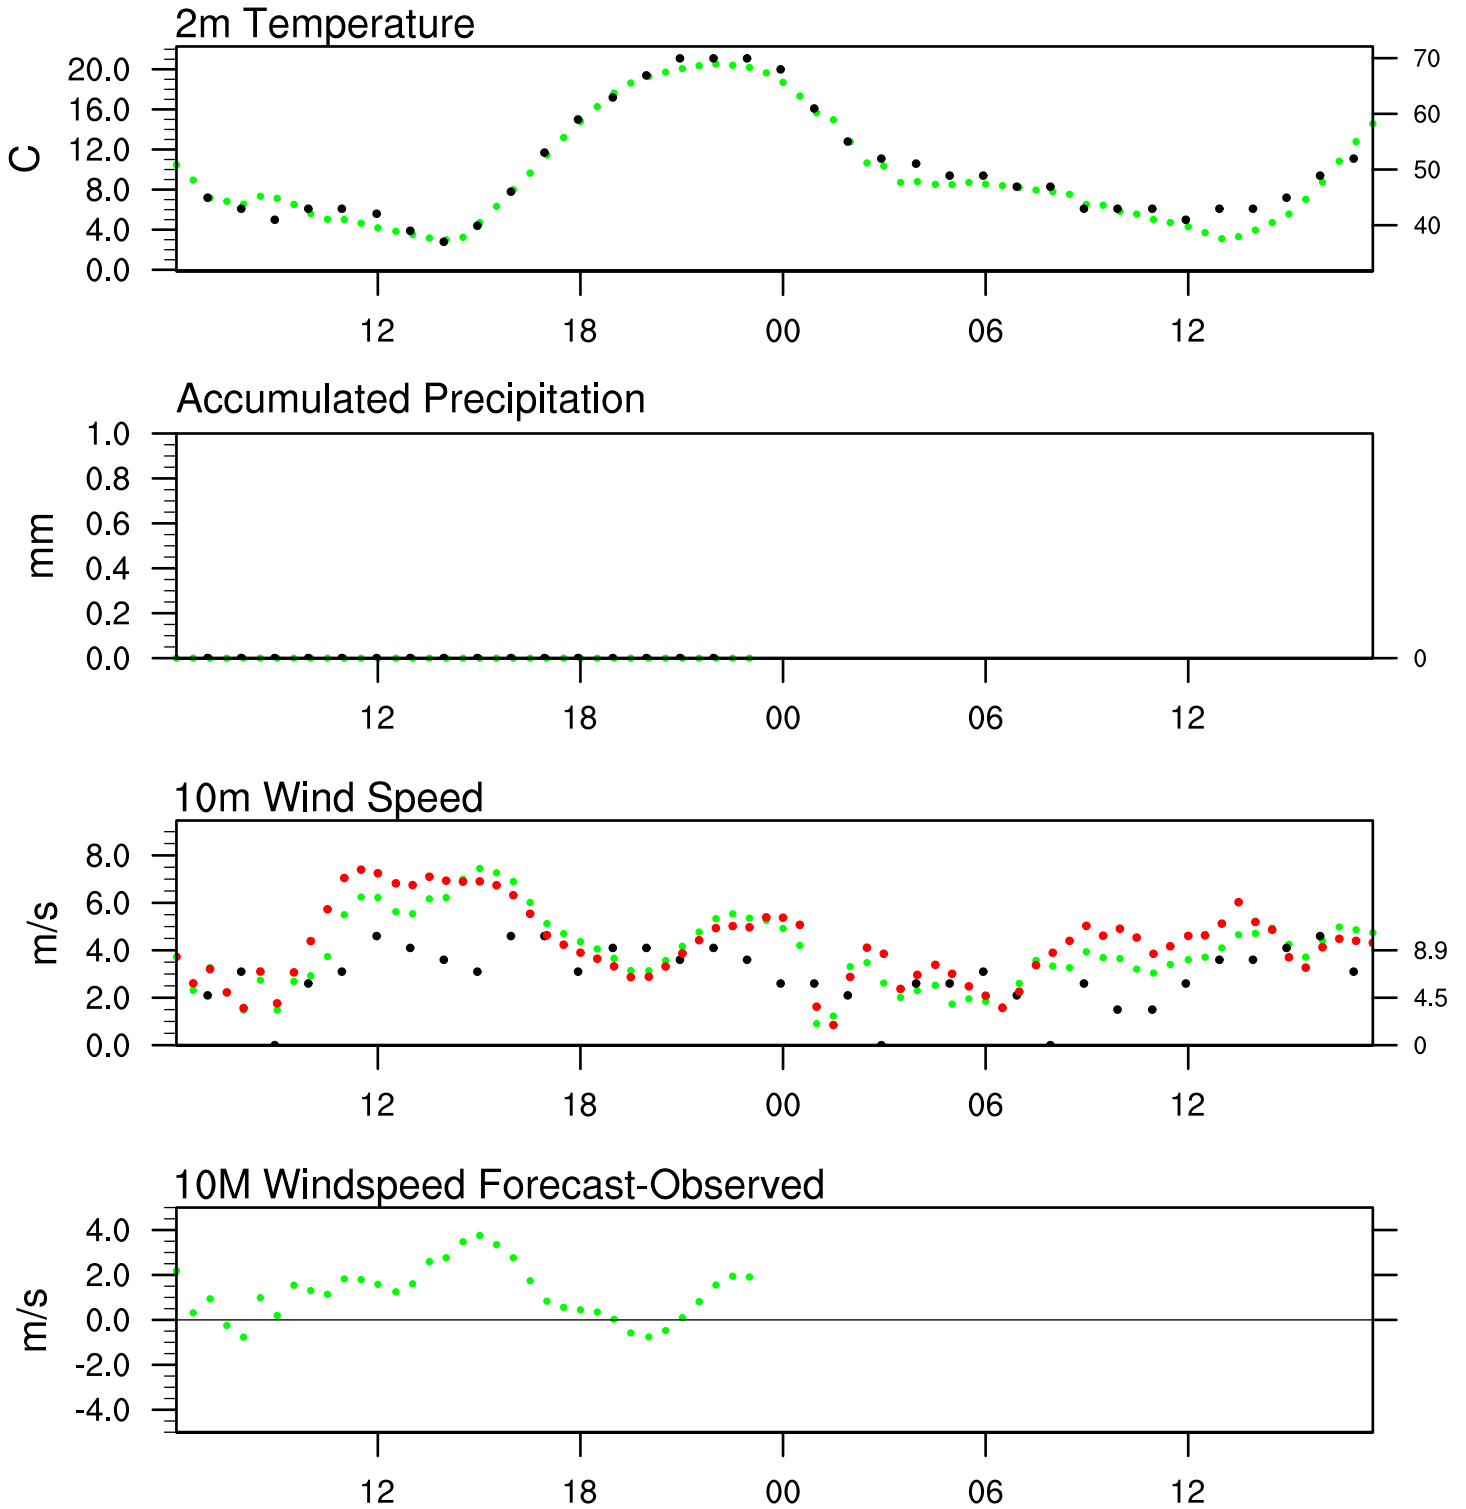 2m Temperature
20.0
16.0
12.0
8.0
4.0
0.0
C
70
60
50
40
12 18 00 06 12
Accumulated Precipitation
1.0
0.8
0.6
0.4
0.2
0.0
mm
0
12 18 00 06 12
10m Wind Speed
8.0
6.0
4.0
2.0
0.0
m/s
8.9
4.5
0
12 18 00 06 12
10M Windspeed Forecast-Observed
4.0
2.0
0.0
-2.0
-4.0
m/s
12 18 00 06 12